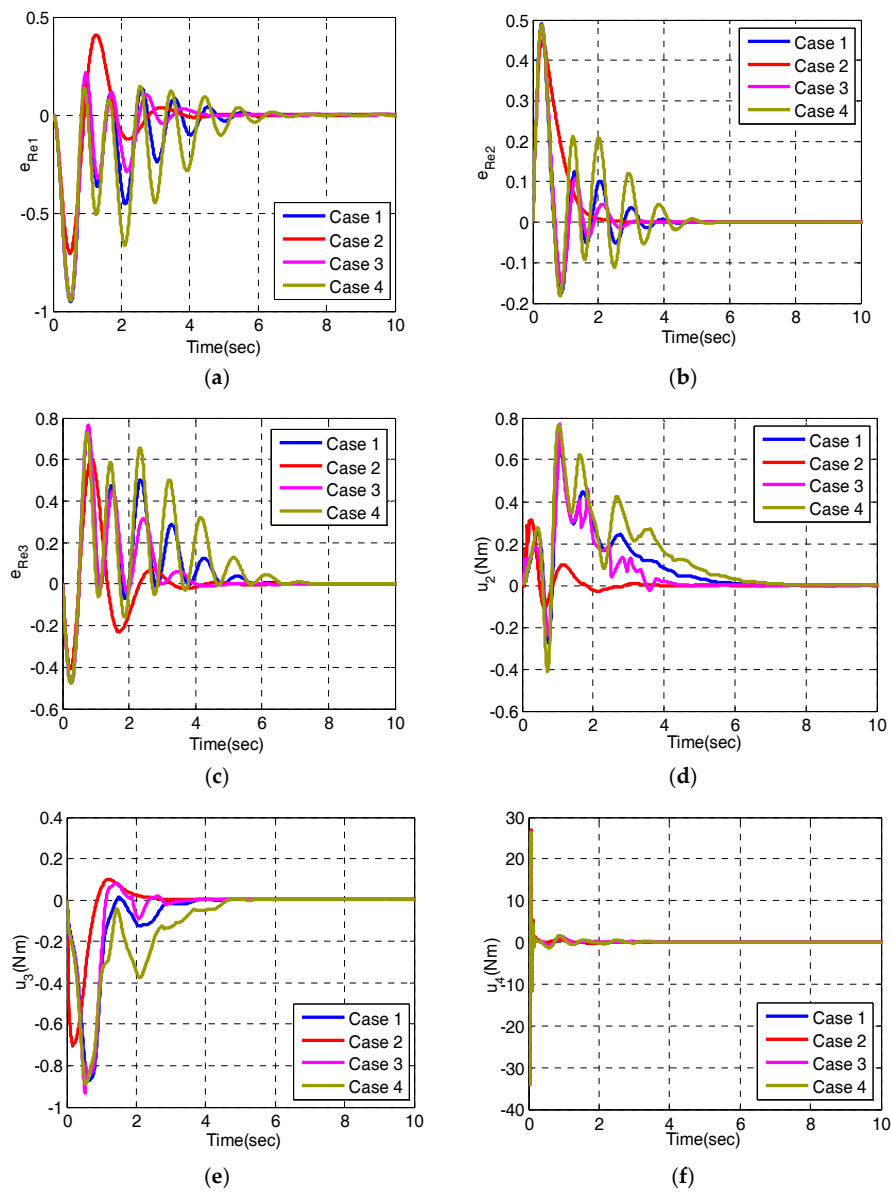 0.5
0
-0.5
-1
e_Re1
0 2 4 6 8 10
Time(sec)
Case 1
Case 2
Case 3
Case 4
(a)
0.5
0.4
0.3
0.2
0.1
0
-0.1
-0.2
e_Re2
0 2 4 6 8 10
Time(sec)
Case 1
Case 2
Case 3
Case 4
(b)
0.8
0.6
0.4
0.2
0
-0.2
-0.4
-0.6
e_Re3
0 2 4 6 8 10
Time(sec)
Case 1
Case 2
Case 3
Case 4
(c)
0.8
0.6
0.4
0.2
0
-0.2
-0.4
-0.6
u_2(Nm)
0 2 4 6 8 10
Time(sec)
Case 1
Case 2
Case 3
Case 4
(d)
0.4
0.2
0
-0.2
-0.4
-0.6
-0.8
-1
u_3(Nm)
0 2 4 6 8 10
Time(sec)
Case 1
Case 2
Case 3
Case 4
(e)
30
20
10
0
-10
-20
-30
-40
u_4(Nm)
0 2 4 6 8 10
Time(sec)
Case 1
Case 2
Case 3
Case 4
(f)